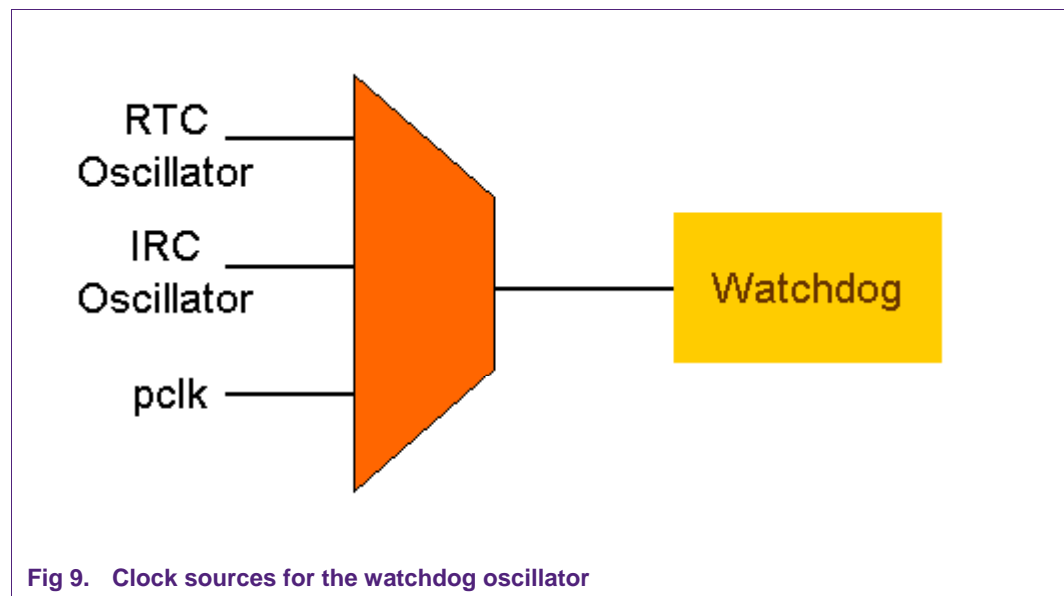 RTC
Oscillator
IRC
Oscillator
pclk
Watchdog
Fig 9. Clock sources for the watchdog oscillator